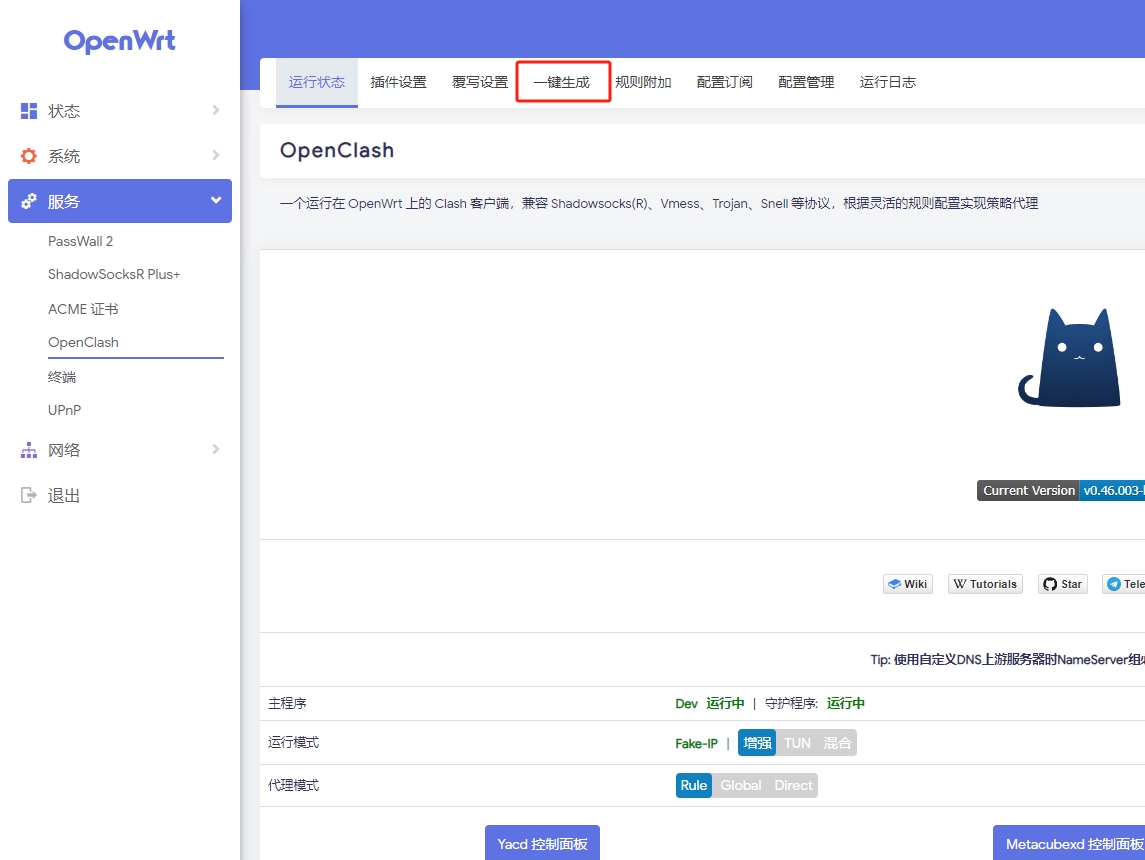 OpenWrt
状态
系统
服务
PassWall 2
ShadowSocksR Plus+
ACME 证书
OpenClash
终端
UPnP
网络
退出
运行状态 插件设置 覆写设置 一键生成 规则附加 配置订阅 配置管理 运行日志
OpenClash
一个运行在 OpenWrt 上的 Clash 客户端，兼容 Shadowsocks(R)、Vmess、Trojan、Snell 等协议，根据灵活的规则配置实现策略代理
Current Version v0.46.003-
Wiki Tutorials Star Tele
Tip: 使用自定义DNS上游服务器时NameServer组
主程序 Dev 运行中 | 守护程序: 运行中
运行模式 Fake-IP | 增强 TUN 混合
代理模式 Rule Global Direct
Yacd 控制面板 Metacubexd 控制面板